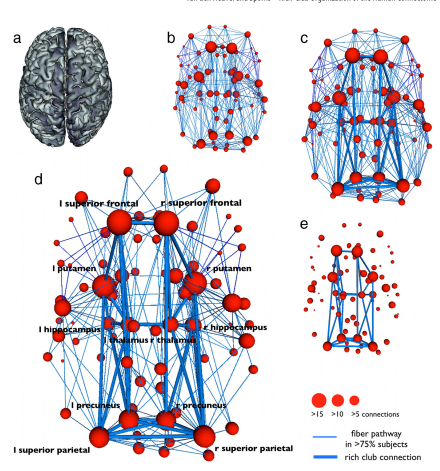 a
b
c
d
l superior frontal
r superior frontal
l putamen
r putamen
l hippocampus
r hippocampus
l thalamus
r thalamus
l precuneus
r precuneus
l superior parietal
r superior parietal
e
>15
>10
>5 connections
fiber pathway
in >75% subjects
rich club connection